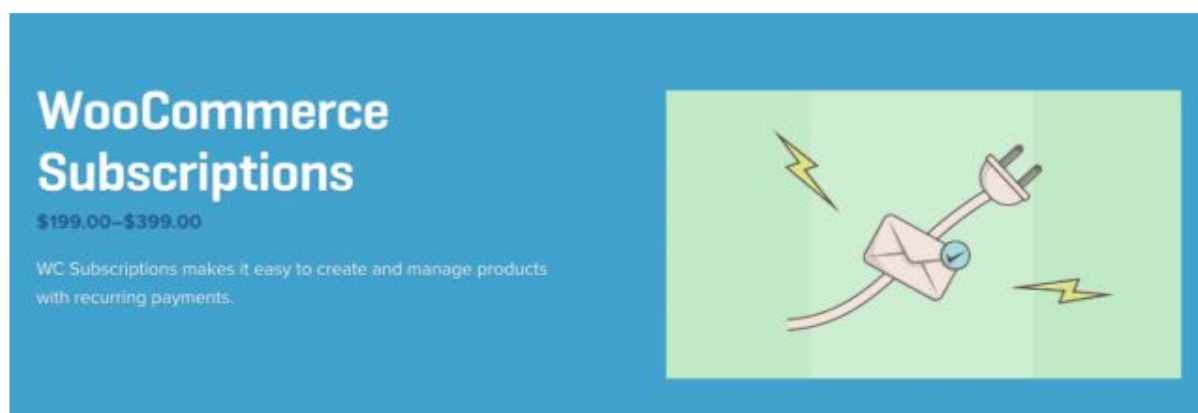 WooCommerce
Subscriptions
$199.00–$399.00
WC Subscriptions makes it easy to create and manage products
with recurring payments.